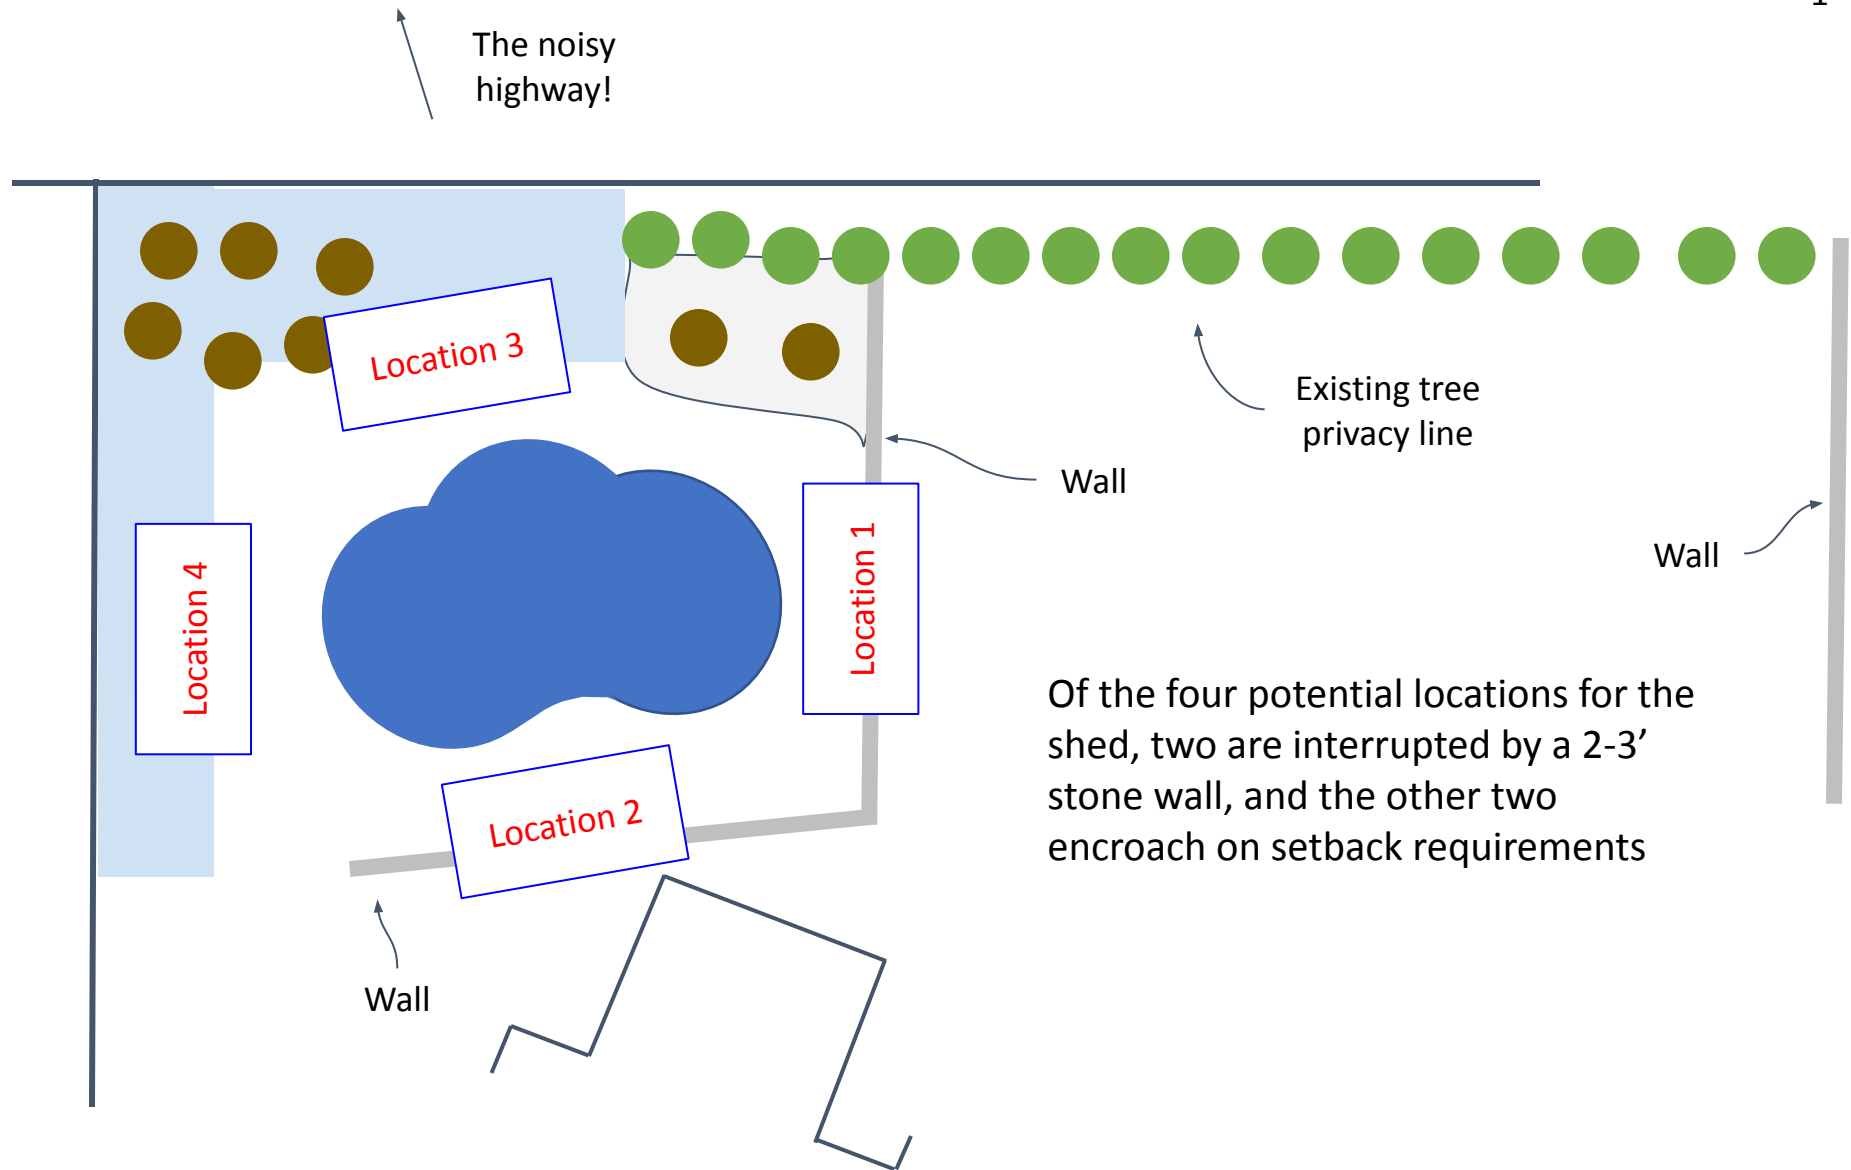 1
The noisy
highway!
Location 3
Existing tree
privacy line
Wall
Location 1
Wall
Location 4
Of the four potential locations for the
shed, two are interrupted by a 2-3’
stone wall, and the other two
encroach on setback requirements
Location 2
Wall